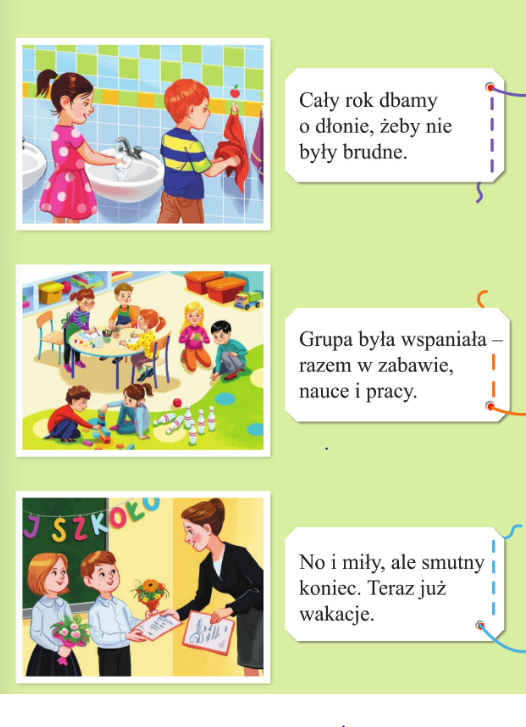 Cały rok dbamy
o dłonie, żeby nie
były brudne.
Grupa była wspaniała –
razem w zabawie,
nauce i pracy.
J SZKOŁO
No i miły, ale smutny
koniec. Teraz już
wakacje.